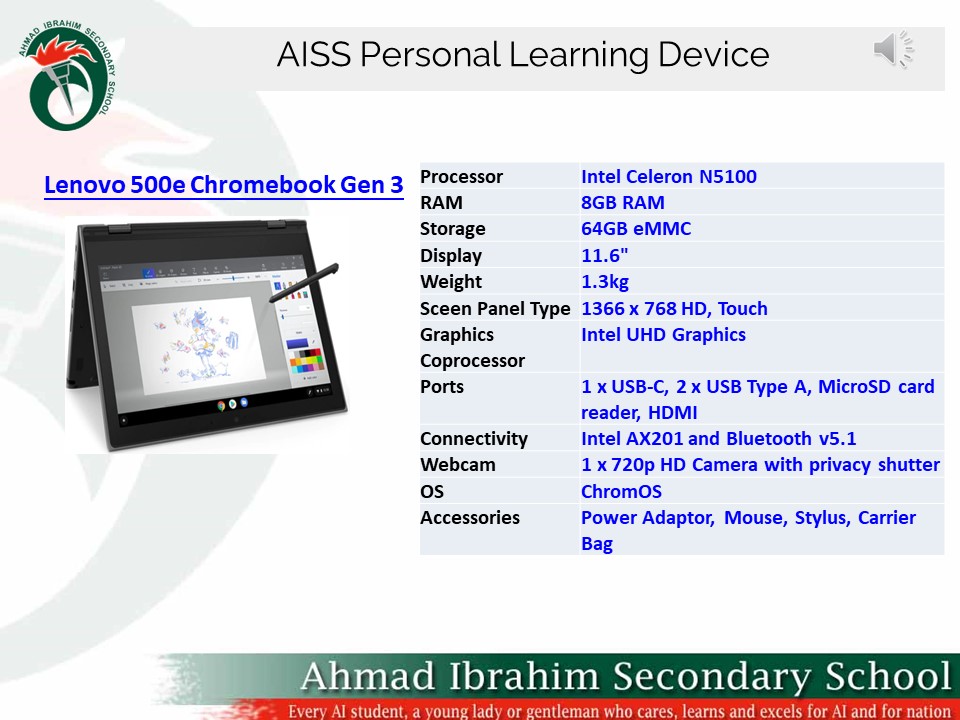 AHMAD IBRAHIM SECONDARY SCHOOL
AISS Personal Learning Device
Lenovo 500e Chromebook Gen 3
Processor Intel Celeron N5100
RAM 8GB RAM
Storage 64GB eMMC
Display 11.6"
Weight 1.3kg
Sceen Panel Type 1366 x 768 HD, Touch
Graphics Intel UHD Graphics
Coprocessor
Ports 1 x USB-C, 2 x USB Type A, MicroSD card
reader, HDMI
Connectivity Intel AX201 and Bluetooth v5.1
Webcam 1 x 720p HD Camera with privacy shutter
OS ChromOS
Accessories Power Adaptor, Mouse, Stylus, Carrier
Bag
Ahmad Ibrahim Secondary School
Every AI student, a young lady or gentleman who cares, learns and excels for AI and for nation